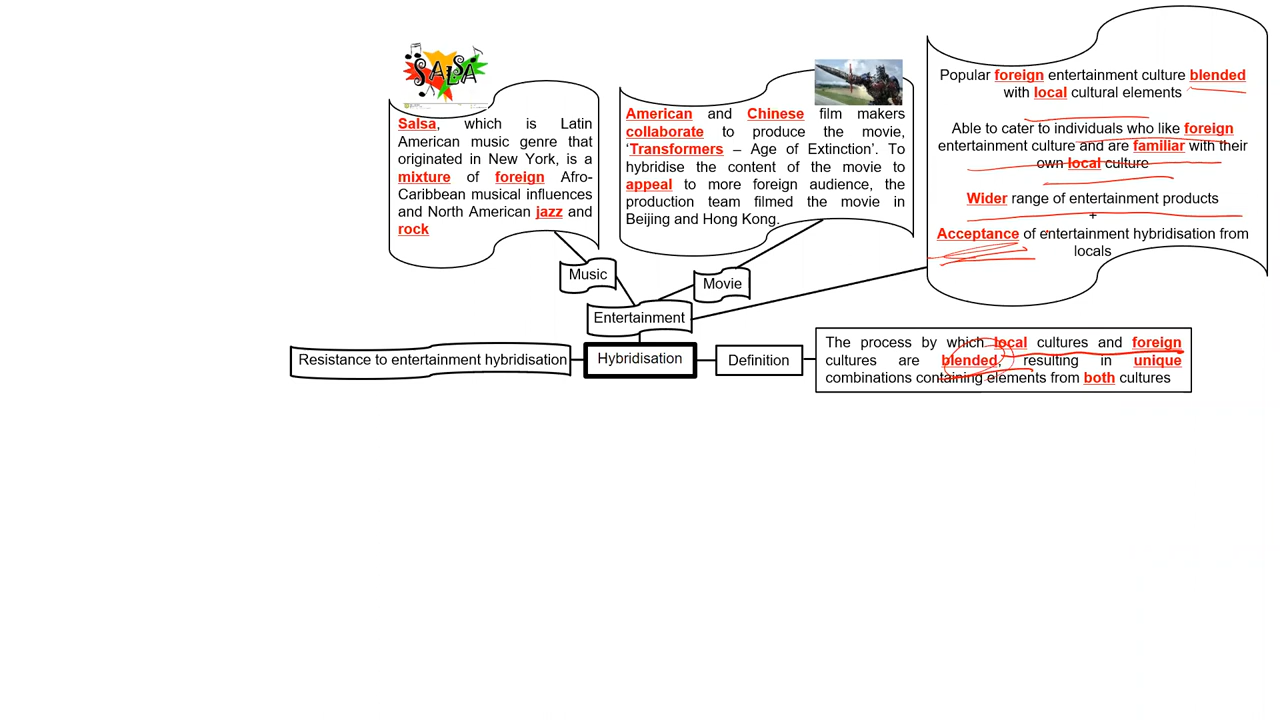 SALSA
Salsa, which is Latin
American music genre that
originated in New York, is a
mixture of foreign Afro-
Caribbean musical influences
and North American jazz and
rock
American and Chinese film makers
collaborate to produce the movie,
‘Transformers – Age of Extinction’. To
hybridise the content of the movie to
appeal to more foreign audience, the
production team filmed the movie in
Beijing and Hong Kong.
Popular foreign entertainment culture blended
with local cultural elements
Able to cater to individuals who like foreign
entertainment culture and are familiar with their
own local culture
Wider range of entertainment products
+
Acceptance of entertainment hybridisation from
locals
Music
Movie
Entertainment
Resistance to entertainment hybridisation
Hybridisation
Definition
The process by which local cultures and foreign
cultures are blended, resulting in unique
combinations containing elements from both cultures